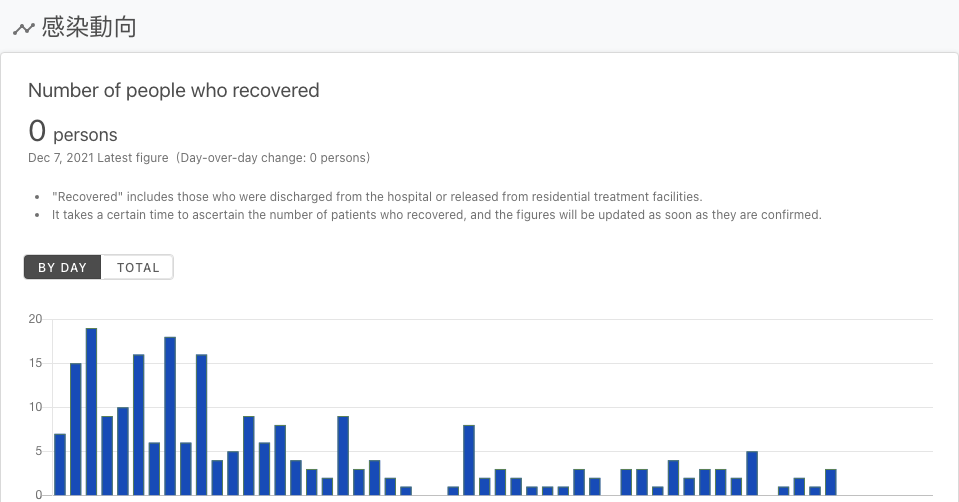 感染動向
Number of people who recovered
0 persons
Dec 7, 2021 Latest figure (Day-over-day change: 0 persons)
• "Recovered" includes those who were discharged from the hospital or released from residential treatment facilities.
• It takes a certain time to ascertain the number of patients who recovered, and the figures will be updated as soon as they are confirmed.
BY DAY TOTAL
20
15
10
5
0